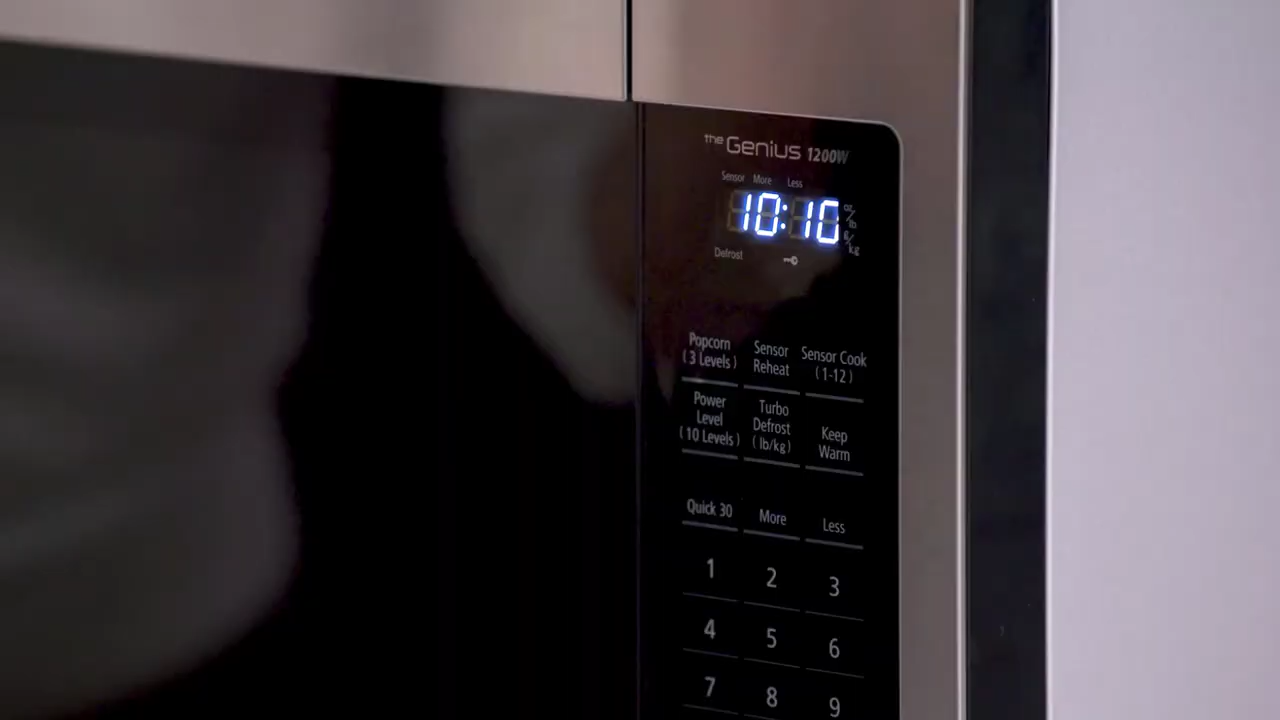 the Genius 1200W
Sensor More Less
10:10
oz/lb
g/kg
Defrost
Popcorn
(3 Levels)
Sensor
Reheat
Sensor Cook
(1-12)
Power
Level
(10 Levels)
Turbo
Defrost
(lb/kg)
Keep
Warm
Quick 30 More Less
1 2 3
4 5 6
7 8 9